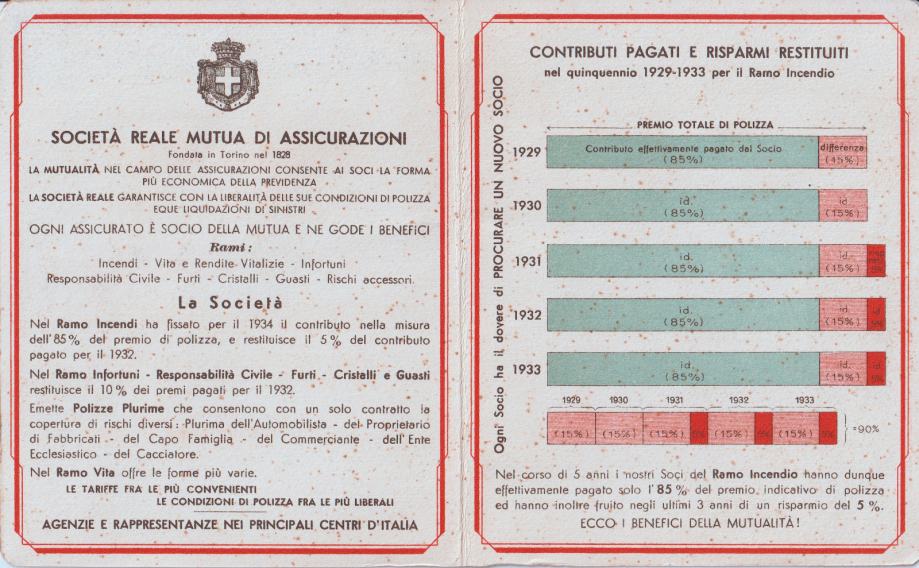 SOCIETÀ REALE MUTUA DI ASSICURAZIONI
Fondata in Torino nel 1828
LA MUTUALITÀ NEL CAMPO DELLE ASSICURAZIONI CONSENTE AI SOCI LA FORMA
PIÙ ECONOMICA DELLA PREVIDENZA
LA SOCIETÀ REALE GARANTISCE CON LA LIBERALITÀ DELLE SUE CONDIZIONI DI POLIZZA
EQUE LIQUIDAZIONI DI SINISTRI
OGNI ASSICURATO È SOCIO DELLA MUTUA E NE GODE I BENEFICI
Rami:
Incendi - Vita e Rendite Vitalizie - Infortuni
Responsabilità Civile - Furti - Cristalli - Guasti - Rischi accessori.
La Società
Nel Ramo Incendi ha fissato per il 1934 il contributo nella misura
dell'85% del premio di polizza, e restituisce il 5% del contributo
pagato per il 1932.
Nel Ramo Infortuni - Responsabilità Civile - Furti - Cristalli e Guasti
restituisce il 10% dei premi pagati per il 1932.
Emette Polizze Plurime che consentono con un solo contratto la
copertura di rischi diversi: Plurima dell'Automobilista - del Proprietario
di Fabbricati - del Capo Famiglia - del Commerciante - dell'Ente
Ecclesiastico - del Cacciatore.
Nel Ramo Vita offre le forme più varie.
LE TARIFFE FRA LE PIÙ CONVENIENTI
LE CONDIZIONI DI POLIZZA FRA LE PIÙ LIBERALI
AGENZIE E RAPPRESENTANZE NEI PRINCIPALI CENTRI D'ITALIA
Ogni Socio ha il dovere di PROCURARE UN NUOVO SOCIO
CONTRIBUTI PAGATI E RISPARMI RESTITUITI
nel quinquennio 1929-1933 per il Ramo Incendio
PREMIO TOTALE DI POLIZZA
1929 Contributo effettivamente pagato dal Socio differenza
(85%) (15%)
1930 id. id.
(85%) (15%)
1931 id. id.
(85%) (15%) 5%
1932 id. id.
(85%) (15%) 5%
1933 id. id.
(85%) (15%) 5%
1929 1930 1931 1932 1933
(15%) (15%) (15%) 5% (15%) 5% (15%) 5% =90%
Nel corso di 5 anni i nostri Soci del Ramo Incendio hanno dunque
effettivamente pagato solo l'85% del premio indicativo di polizza
ed hanno inoltre fruito negli ultimi 3 anni di un risparmio del 5%.
ECCO I BENEFICI DELLA MUTUALITÀ!